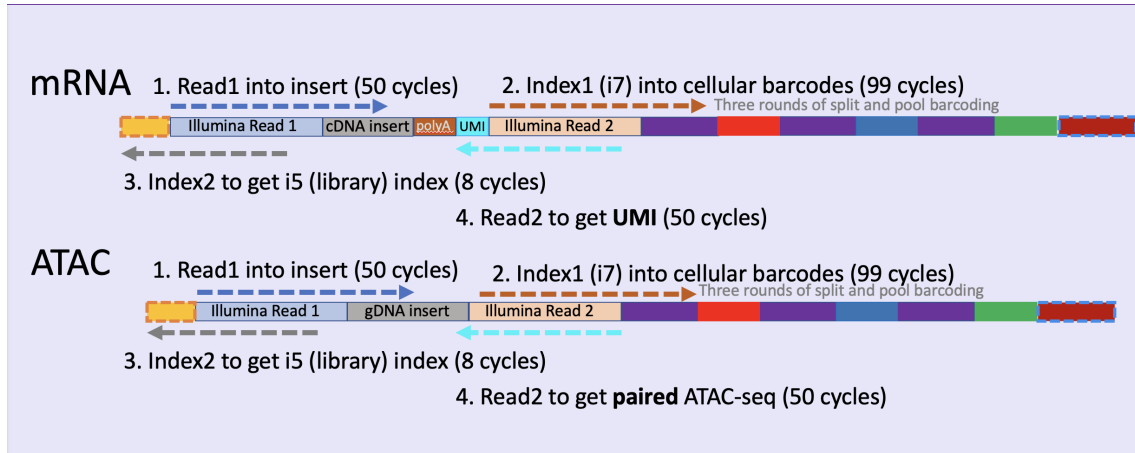 mRNA
1. Read1 into insert (50 cycles)
2. Index1 (i7) into cellular barcodes (99 cycles)
Three rounds of split and pool barcoding
Illumina Read 1 cDNA insert polyA UMI Illumina Read 2
3. Index2 to get i5 (library) index (8 cycles)
4. Read2 to get UMI (50 cycles)
ATAC
1. Read1 into insert (50 cycles)
2. Index1 (i7) into cellular barcodes (99 cycles)
Three rounds of split and pool barcoding
Illumina Read 1 gDNA insert Illumina Read 2
3. Index2 to get i5 (library) index (8 cycles)
4. Read2 to get paired ATAC-seq (50 cycles)